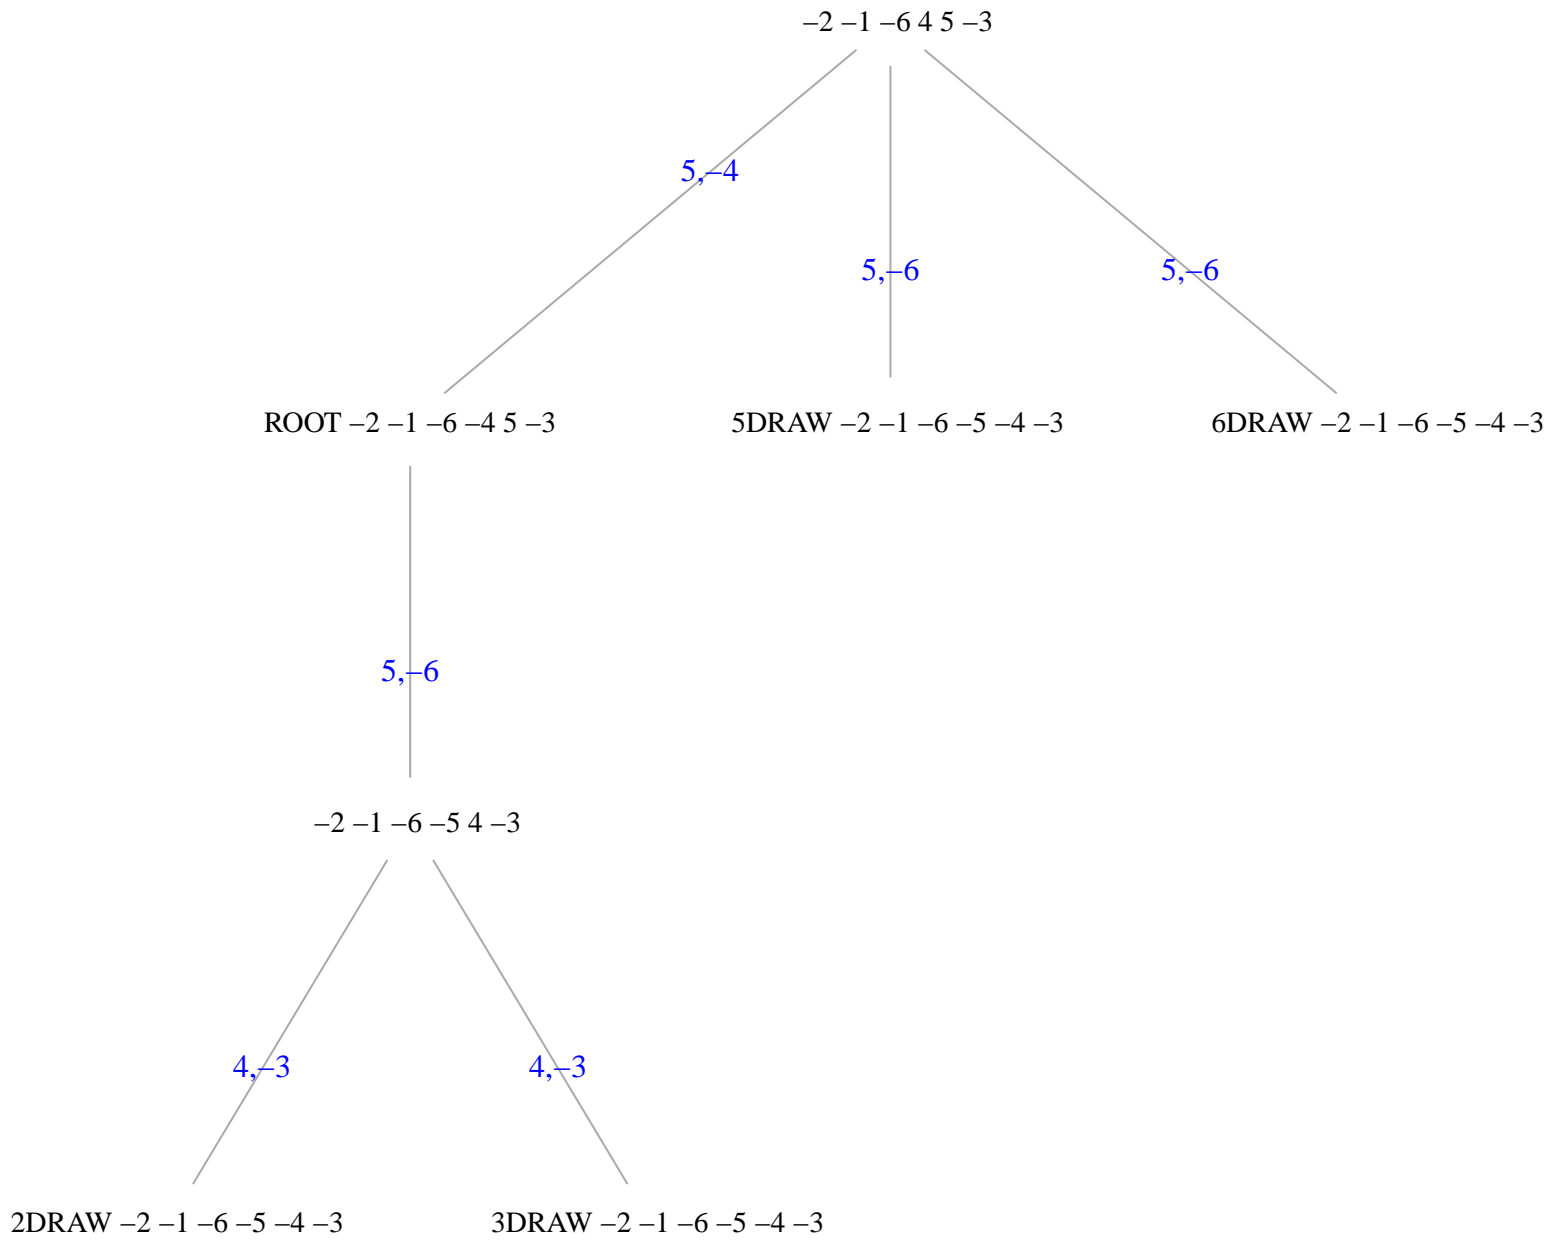 –2 –1 –6 4 5 –3
5,–4
5,–6
5,–6
ROOT –2 –1 –6 –4 5 –3
5DRAW –2 –1 –6 –5 –4 –3
6DRAW –2 –1 –6 –5 –4 –3
5,–6
–2 –1 –6 –5 4 –3
4,–3
4,–3
2DRAW –2 –1 –6 –5 –4 –3
3DRAW –2 –1 –6 –5 –4 –3